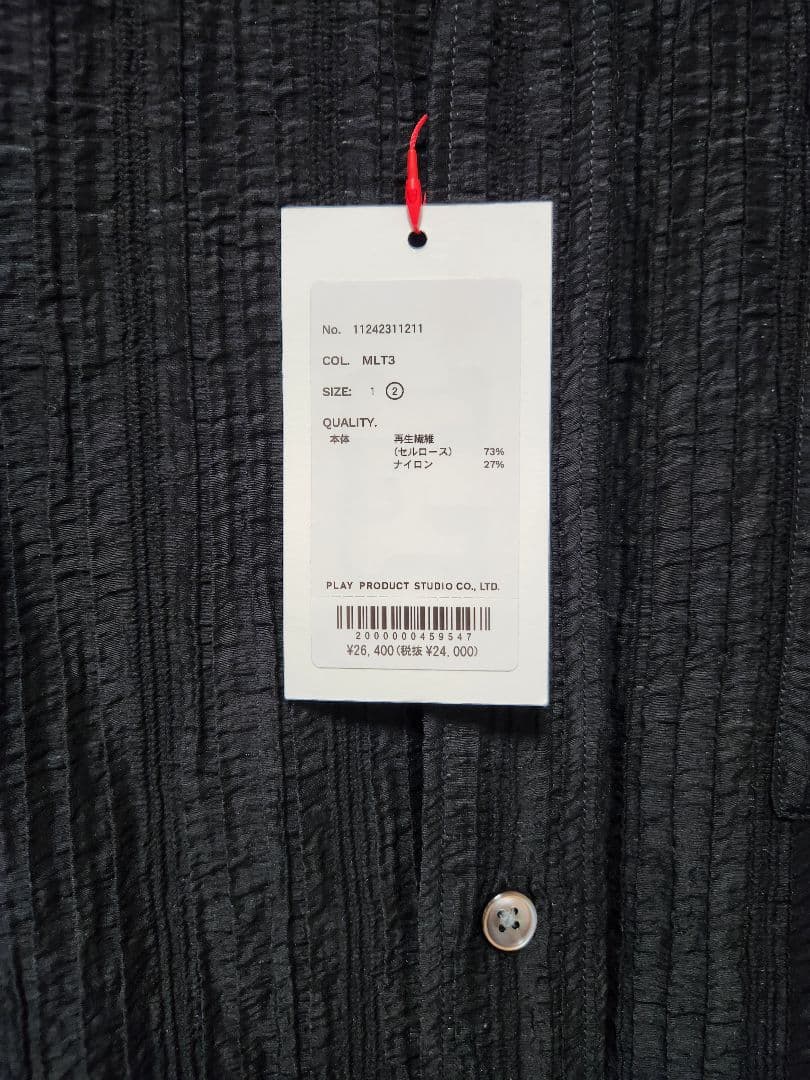 No. 11242311211
COL. MLT3
SIZE: 1 ②
QUALITY.
本体 再生繊維
(セルロース) 73%
ナイロン 27%
PLAY PRODUCT STUDIO CO., LTD.
2000000459547
¥26,400(税抜 ¥24,000)